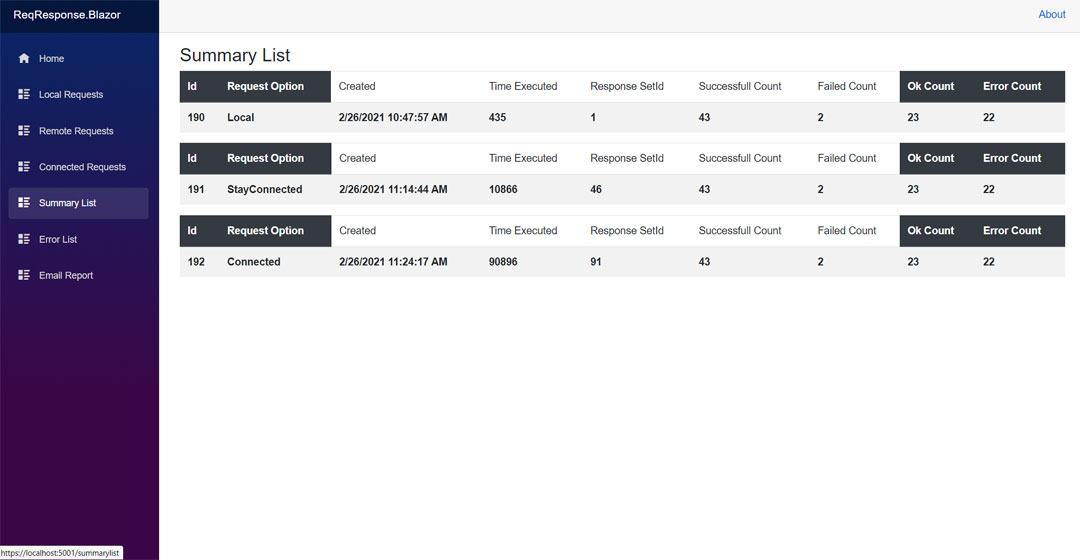 ReqResponse.Blazor
About
Home
Local Requests
Remote Requests
Connected Requests
Summary List
Error List
Email Report
Summary List
Id Request Option Created Time Executed Response SetId Successfull Count Failed Count Ok Count Error Count
190 Local 2/26/2021 10:47:57 AM 435 1 43 2 23 22
Id Request Option Created Time Executed Response SetId Successfull Count Failed Count Ok Count Error Count
191 StayConnected 2/26/2021 11:14:44 AM 10866 46 43 2 23 22
Id Request Option Created Time Executed Response SetId Successfull Count Failed Count Ok Count Error Count
192 Connected 2/26/2021 11:24:17 AM 90896 91 43 2 23 22
https://localhost:5001/summarylist